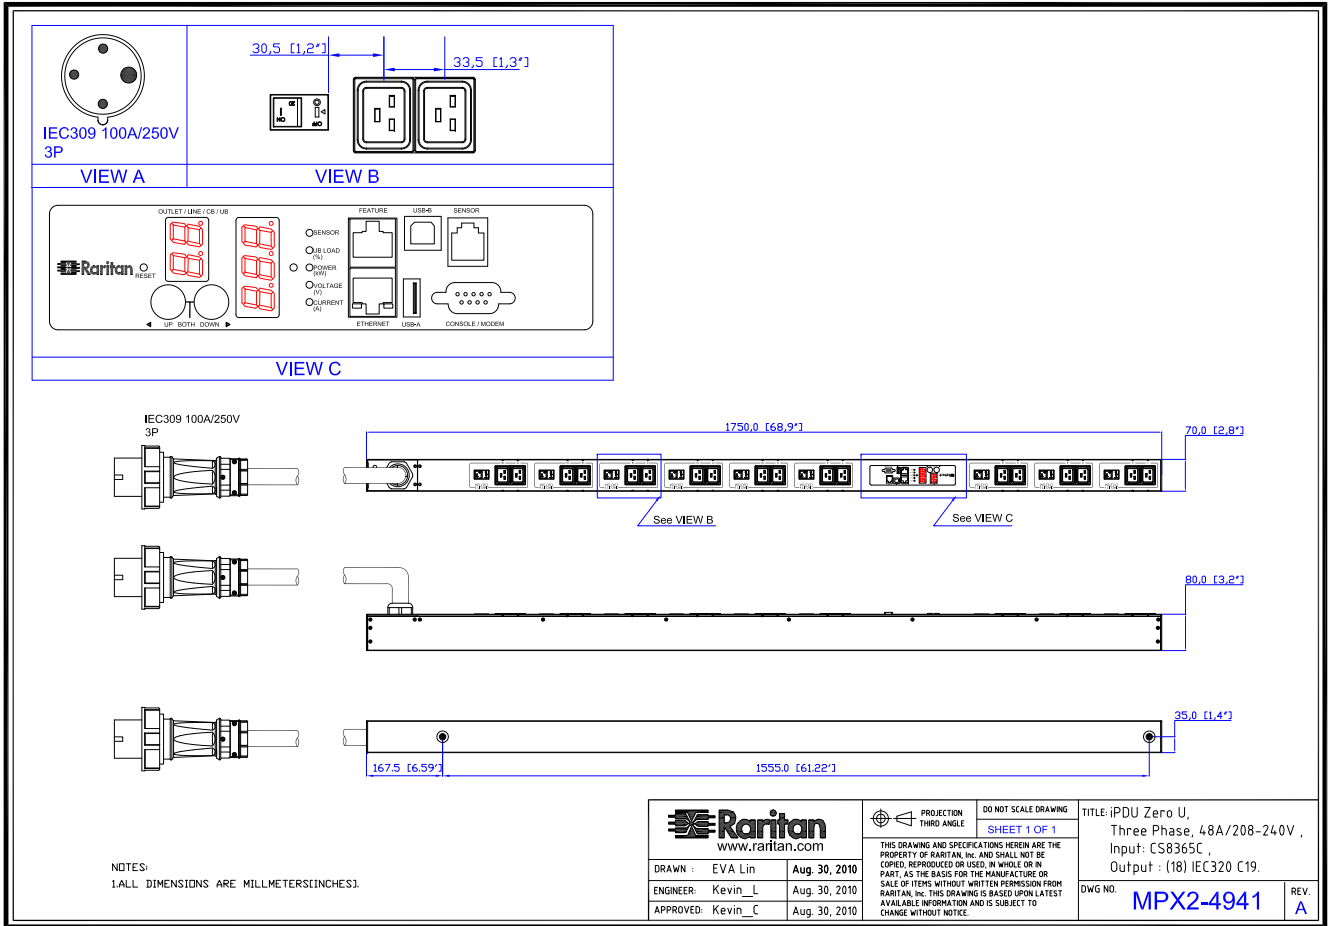 30,5 [1,2"]
33,5 [1,3"]
ON
OFF
IEC309 100A/250V
3P
VIEW A
VIEW B
OUTLET / LINE / CB / UB
FEATURE
USB-B
SENSOR
SENSOR
UB LOAD
(%)
Raritan
RESET
POWER
(kW)
VOLTAGE
(V)
CURRENT
(A)
UP BOTH DOWN
ETHERNET
USB-A
CONSOLE / MODEM
VIEW C
IEC309 100A/250V
3P
1750,0 [68,9"]
70,0 [2,8"]
See VIEW B
See VIEW C
80,0 [3,2"]
35,0 [1,4"]
167.5 [6.59']
1555.0 [61.22']
NOTES:
1.ALL DIMENSIONS ARE MILLMETERS[INCHES].
Raritan
www.raritan.com
DRAWN : EVA Lin Aug. 30, 2010
ENGINEER: Kevin_L Aug. 30, 2010
APPROVED: Kevin_C Aug. 30, 2010
PROJECTION
THIRD ANGLE
DO NOT SCALE DRAWING
SHEET 1 OF 1
THIS DRAWING AND SPECIFICATIONS HEREIN ARE THE
PROPERTY OF RARITAN, Inc. AND SHALL NOT BE
COPIED, REPRODUCED OR USED, IN WHOLE OR IN
PART, AS THE BASIS FOR THE MANUFACTURE OR
SALE OF ITEMS WITHOUT WRITTEN PERMISSION FROM
RARITAN, Inc. THIS DRAWING IS BASED UPON LATEST
AVAILABLE INFORMATION AND IS SUBJECT TO
CHANGE WITHOUT NOTICE.
TITLE: iPDU Zero U,
Three Phase, 48A/208-240V ,
Input: CS8365C ,
Output : (18) IEC320 C19.
DWG NO. MPX2-4941
REV.
A